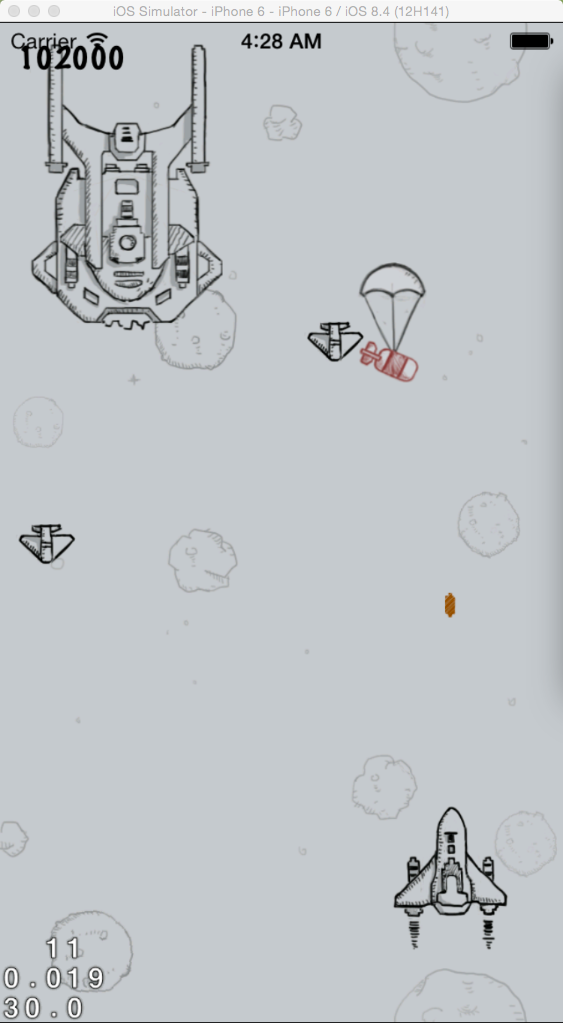 iOS Simulator - iPhone 6 - iPhone 6 / iOS 8.4 (12H141)
Carrier 4:28 AM
102000
11
0.019
30.0